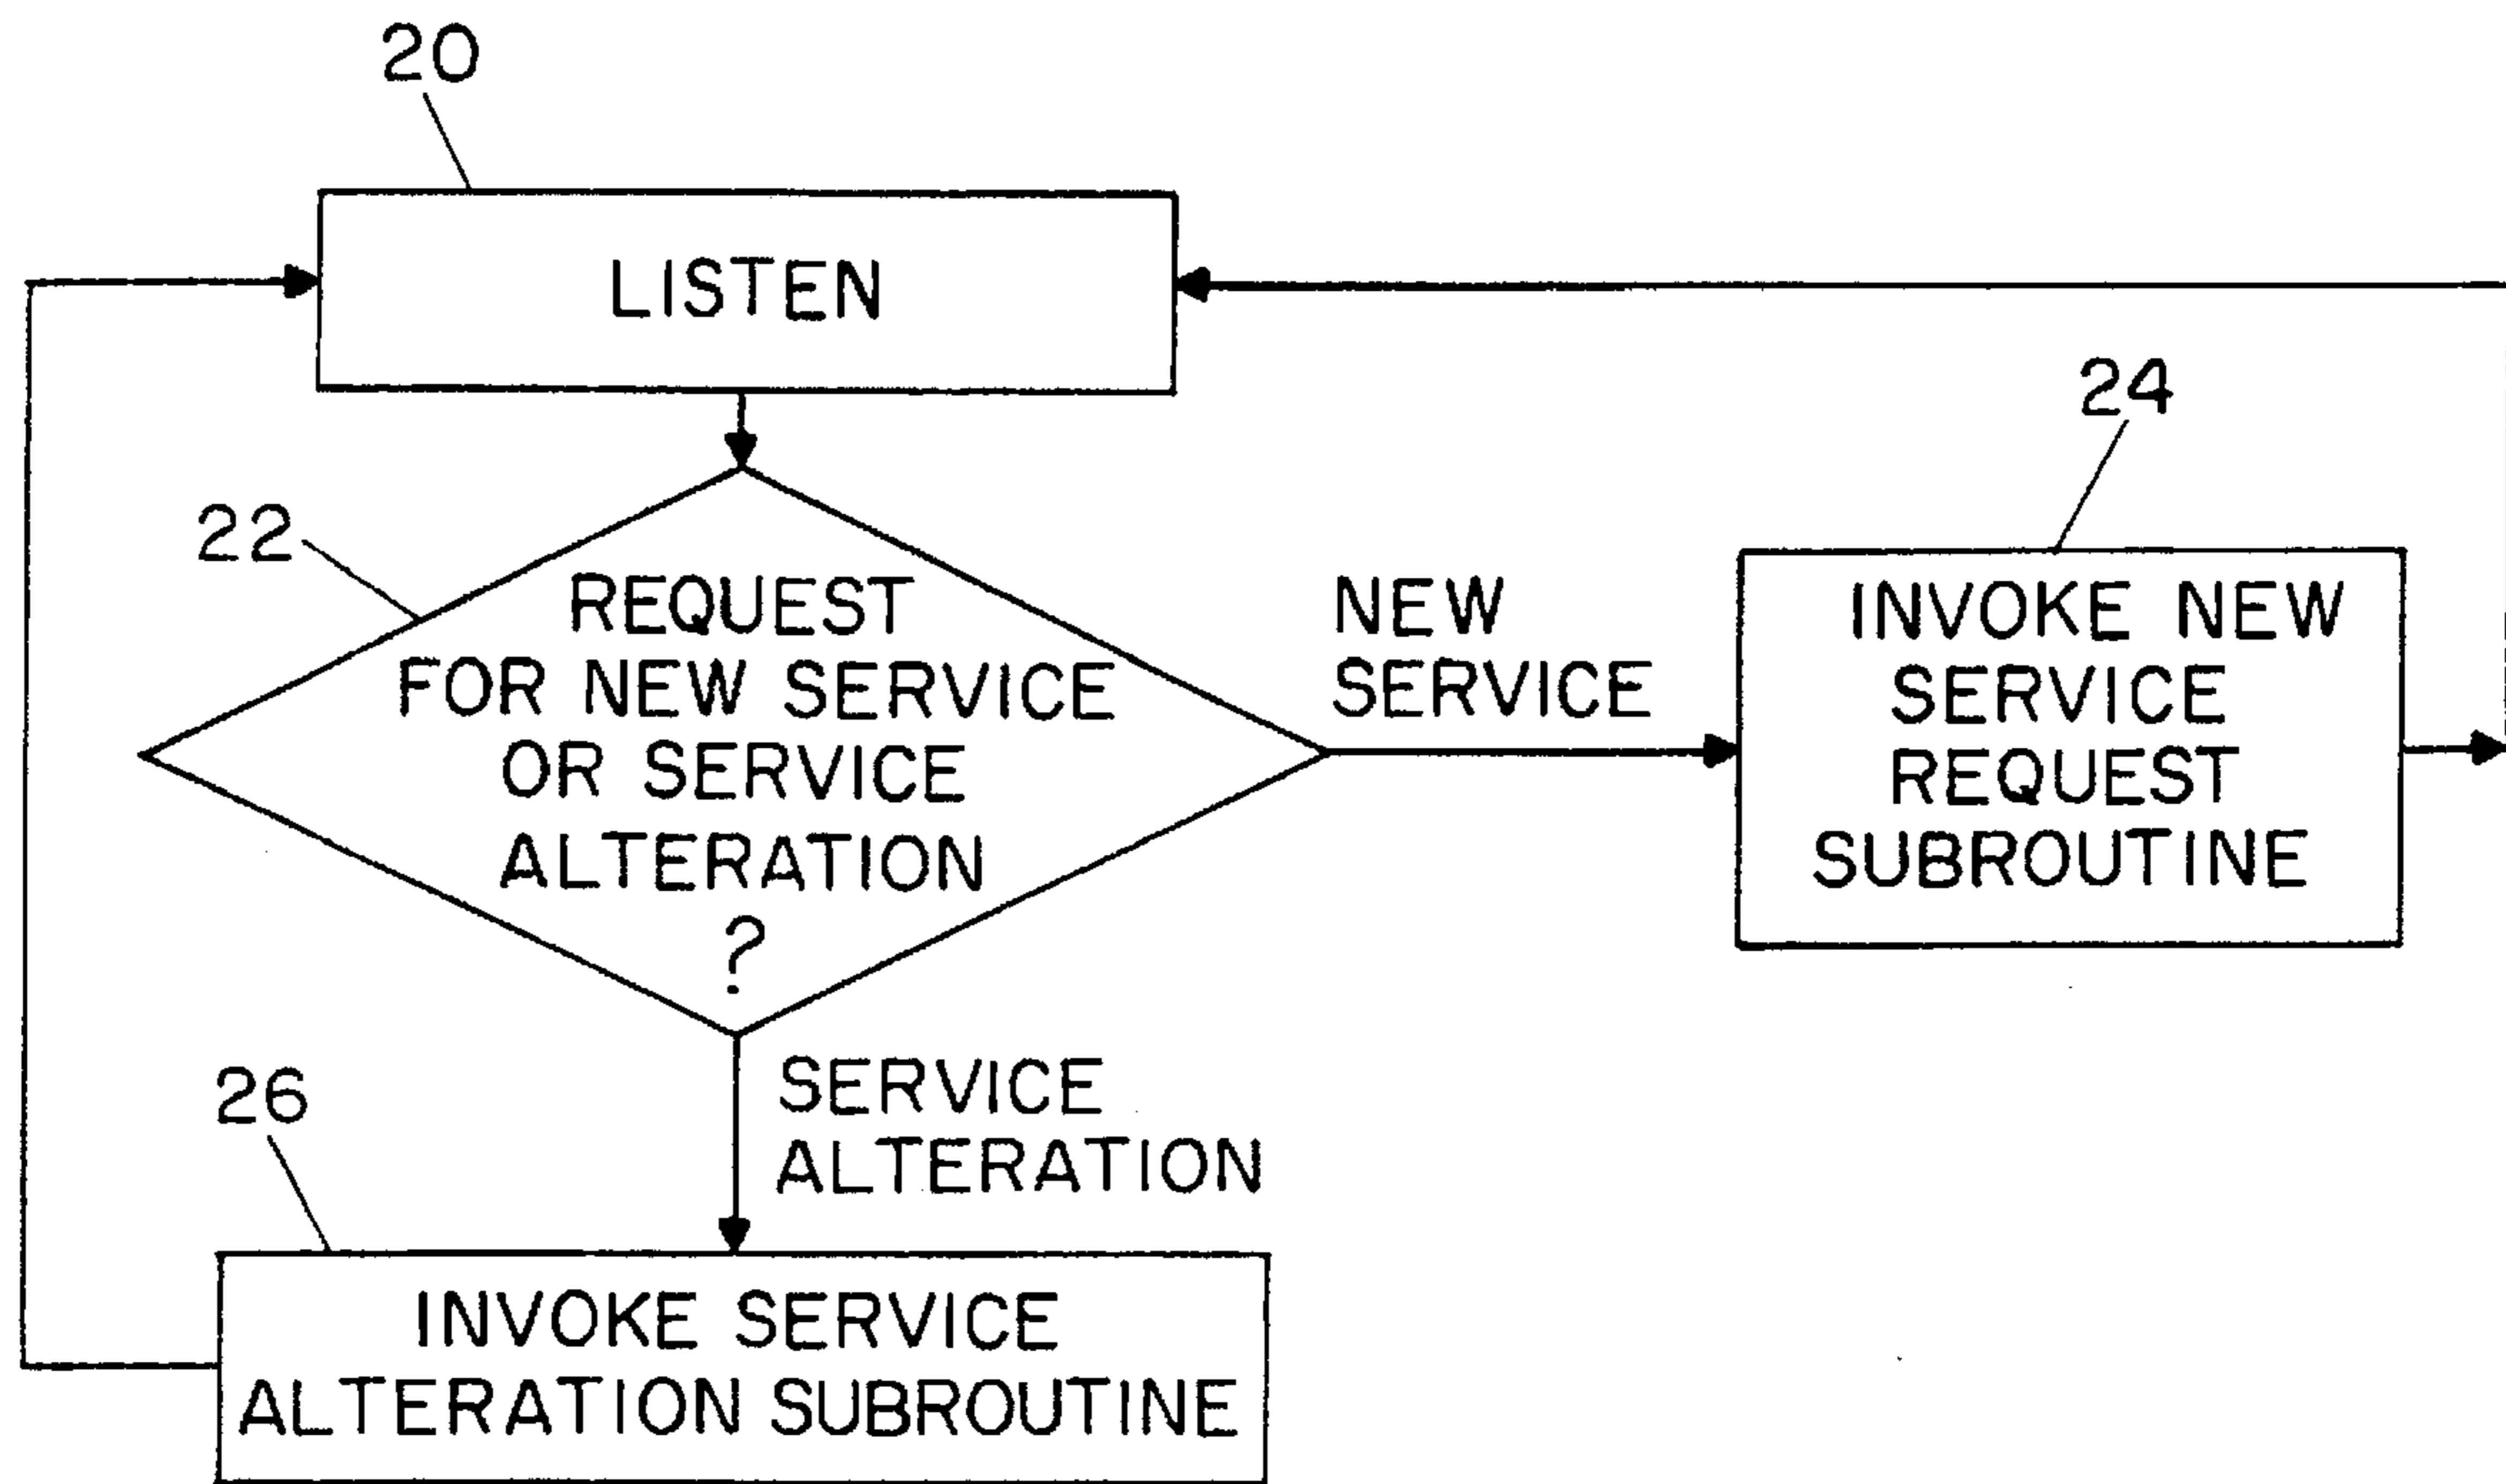 20
LISTEN
24
22
REQUEST
FOR NEW SERVICE
OR SERVICE
ALTERATION
?
NEW
SERVICE
INVOKE NEW
SERVICE
REQUEST
SUBROUTINE
SERVICE
ALTERATION
26
INVOKE SERVICE
ALTERATION SUBROUTINE